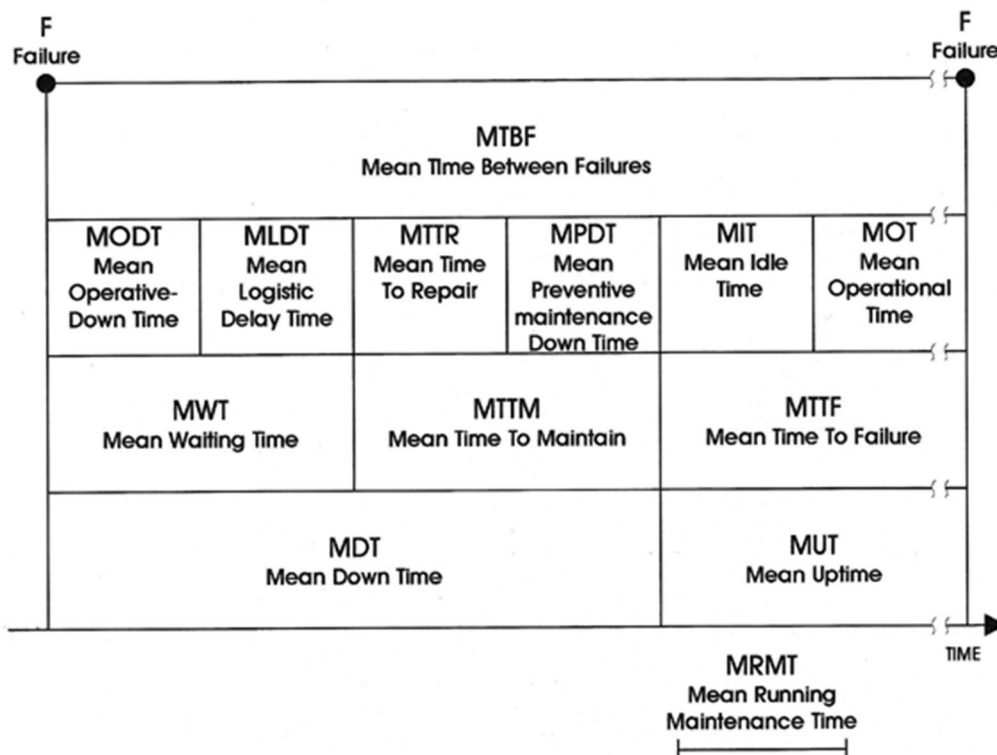 F
Failure
F
Failure
MTBF
Mean Time Between Failures
MODT
Mean
Operative-
Down Time
MLDT
Mean
Logistic
Delay Time
MTTR
Mean Time
To Repair
MPDT
Mean
Preventive
maintenance
Down Time
MIT
Mean Idle
Time
MOT
Mean
Operational
Time
MWT
Mean Waiting Time
MTTM
Mean Time To Maintain
MTTF
Mean Time To Failure
MDT
Mean Down Time
MUT
Mean Uptime
TIME
MRMT
Mean Running
Maintenance Time